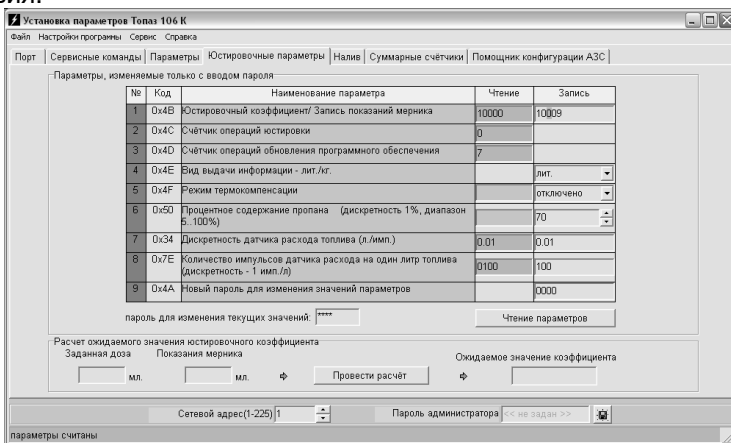 сия.
Установка параметров Топаз 106 К
Файл Настройки программы Сервис Справка
Порт Сервисные команды Параметры Юстировочные параметры Налив Суммарные счётчики Помощник конфигурации АЗС
Параметры, изменяемые только с вводом пароля
№ Код Наименование параметра Чтение Запись
1 0x4B Юстировочный коэффициент/ Запись показаний мерника 10000 10009
2 0x4C Счётчик операций юстировки 0
3 0x4D Счётчик операций обновления программного обеспечения 7
4 0x4E Вид выдачи информации - лит./кг. лит.
5 0x4F Режим термокомпенсации отключено
6 0x50 Процентное содержание пропана (дискретность 1%, диапазон 5..100%) 70
7 0x34 Дискретность датчика расхода топлива (л./имп.) 0.01 0.01
8 0x7E Количество импульсов датчика расхода на один литр топлива (дискретность - 1 имп./л) 0100 100
9 0x4A Новый пароль для изменения значений параметров 0000
пароль для изменения текущих значений: **** Чтение параметров
Расчет ожидаемого значения юстировочного коэффициента
Заданная доза Показания мерника Ожидаемое значение коэффициента
мл. мл. Провести расчёт
Сетевой адрес(1-225) 1 Пароль администратора << не задан >>
параметры считаны